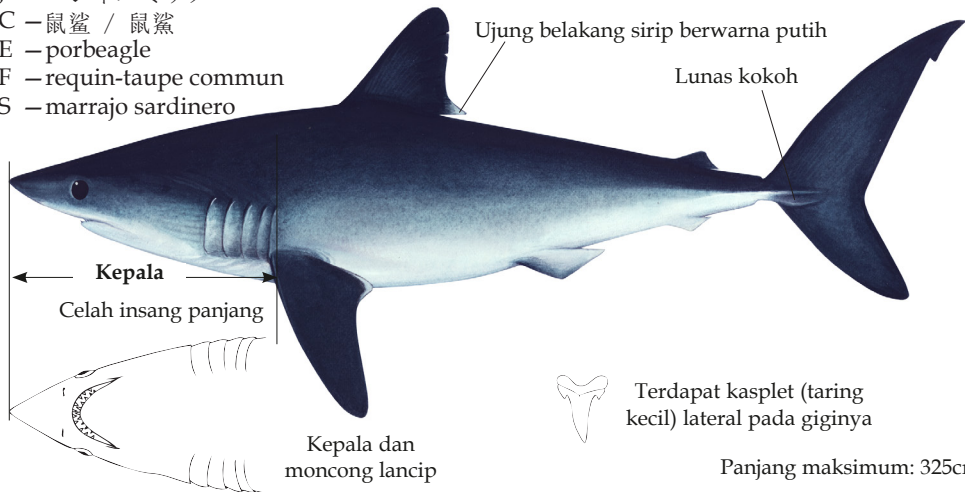 C – 鼠鲨 / 鼠鯊
E – porbeagle
F – requin-taupe commun
S – marrajo sardinero
Ujung belakang sirip berwarna putih
Lunas kokoh
Kepala
Celah insang panjang
Kepala dan
moncong lancip
Terdapat kasplet (taring
kecil) lateral pada giginya
Panjang maksimum: 325cm